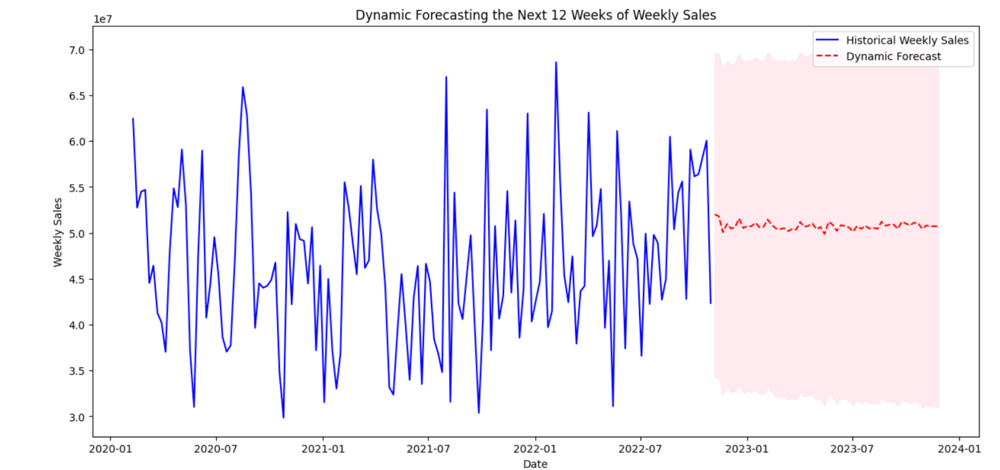 Dynamic Forecasting the Next 12 Weeks of Weekly Sales
1e7
Historical Weekly Sales
Dynamic Forecast
7.0
6.5
6.0
5.5
5.0
4.5
4.0
3.5
3.0
Weekly Sales
2020-01 2020-07 2021-01 2021-07 2022-01 2022-07 2023-01 2023-07 2024-01
Date